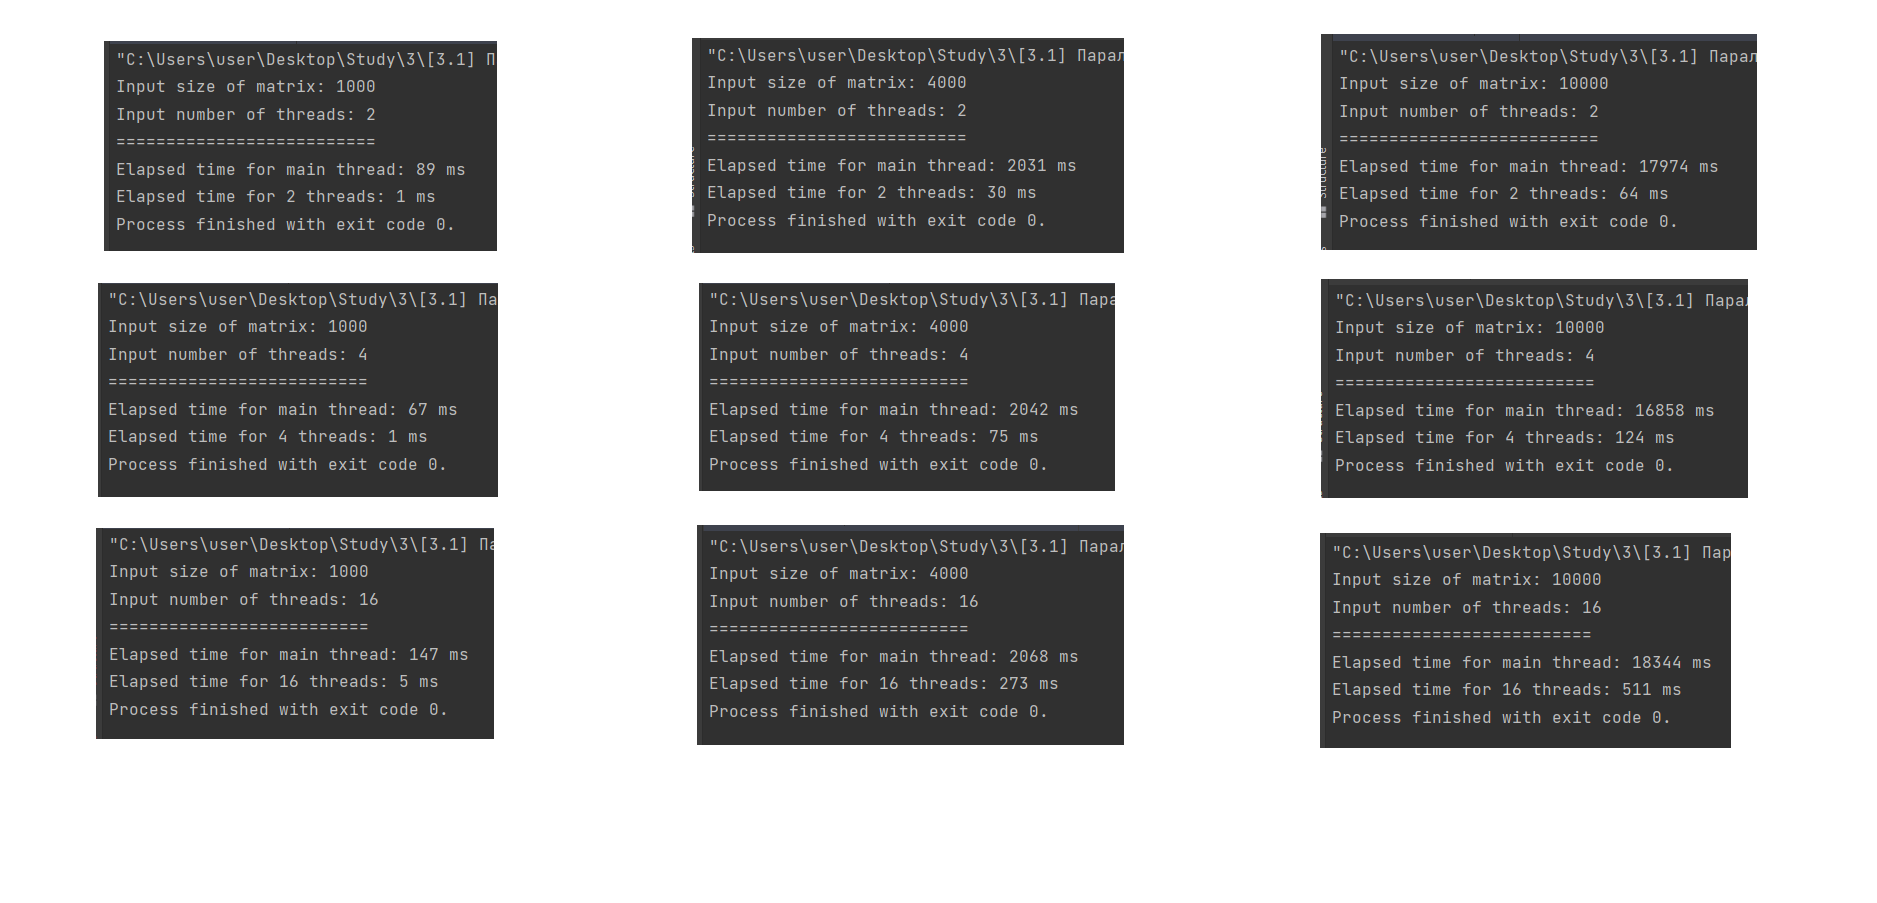 "C:\Users\user\Desktop\Study\3\[3.1] П
Input size of matrix: 1000
Input number of threads: 2
==========================
Elapsed time for main thread: 89 ms
Elapsed time for 2 threads: 1 ms
Process finished with exit code 0.
"C:\Users\user\Desktop\Study\3\[3.1] Парал
Input size of matrix: 4000
Input number of threads: 2
==========================
Elapsed time for main thread: 2031 ms
Elapsed time for 2 threads: 30 ms
Process finished with exit code 0.
"C:\Users\user\Desktop\Study\3\[3.1] Парал
Input size of matrix: 10000
Input number of threads: 2
==========================
Elapsed time for main thread: 17974 ms
Elapsed time for 2 threads: 64 ms
Process finished with exit code 0.
Structure
"C:\Users\user\Desktop\Study\3\[3.1] Па
Input size of matrix: 1000
Input number of threads: 4
==========================
Elapsed time for main thread: 67 ms
Elapsed time for 4 threads: 1 ms
Process finished with exit code 0.
"C:\Users\user\Desktop\Study\3\[3.1] Пара
Input size of matrix: 4000
Input number of threads: 4
==========================
Elapsed time for main thread: 2042 ms
Elapsed time for 4 threads: 75 ms
Process finished with exit code 0.
"C:\Users\user\Desktop\Study\3\[3.1] Парал
Input size of matrix: 10000
Input number of threads: 4
==========================
Elapsed time for main thread: 16858 ms
Elapsed time for 4 threads: 124 ms
Process finished with exit code 0.
"C:\Users\user\Desktop\Study\3\[3.1] Па
Input size of matrix: 1000
Input number of threads: 16
==========================
Elapsed time for main thread: 147 ms
Elapsed time for 16 threads: 5 ms
Process finished with exit code 0.
"C:\Users\user\Desktop\Study\3\[3.1] Парал
Input size of matrix: 4000
Input number of threads: 16
==========================
Elapsed time for main thread: 2068 ms
Elapsed time for 16 threads: 273 ms
Process finished with exit code 0.
"C:\Users\user\Desktop\Study\3\[3.1] Пар
Input size of matrix: 10000
Input number of threads: 16
==========================
Elapsed time for main thread: 18344 ms
Elapsed time for 16 threads: 511 ms
Process finished with exit code 0.